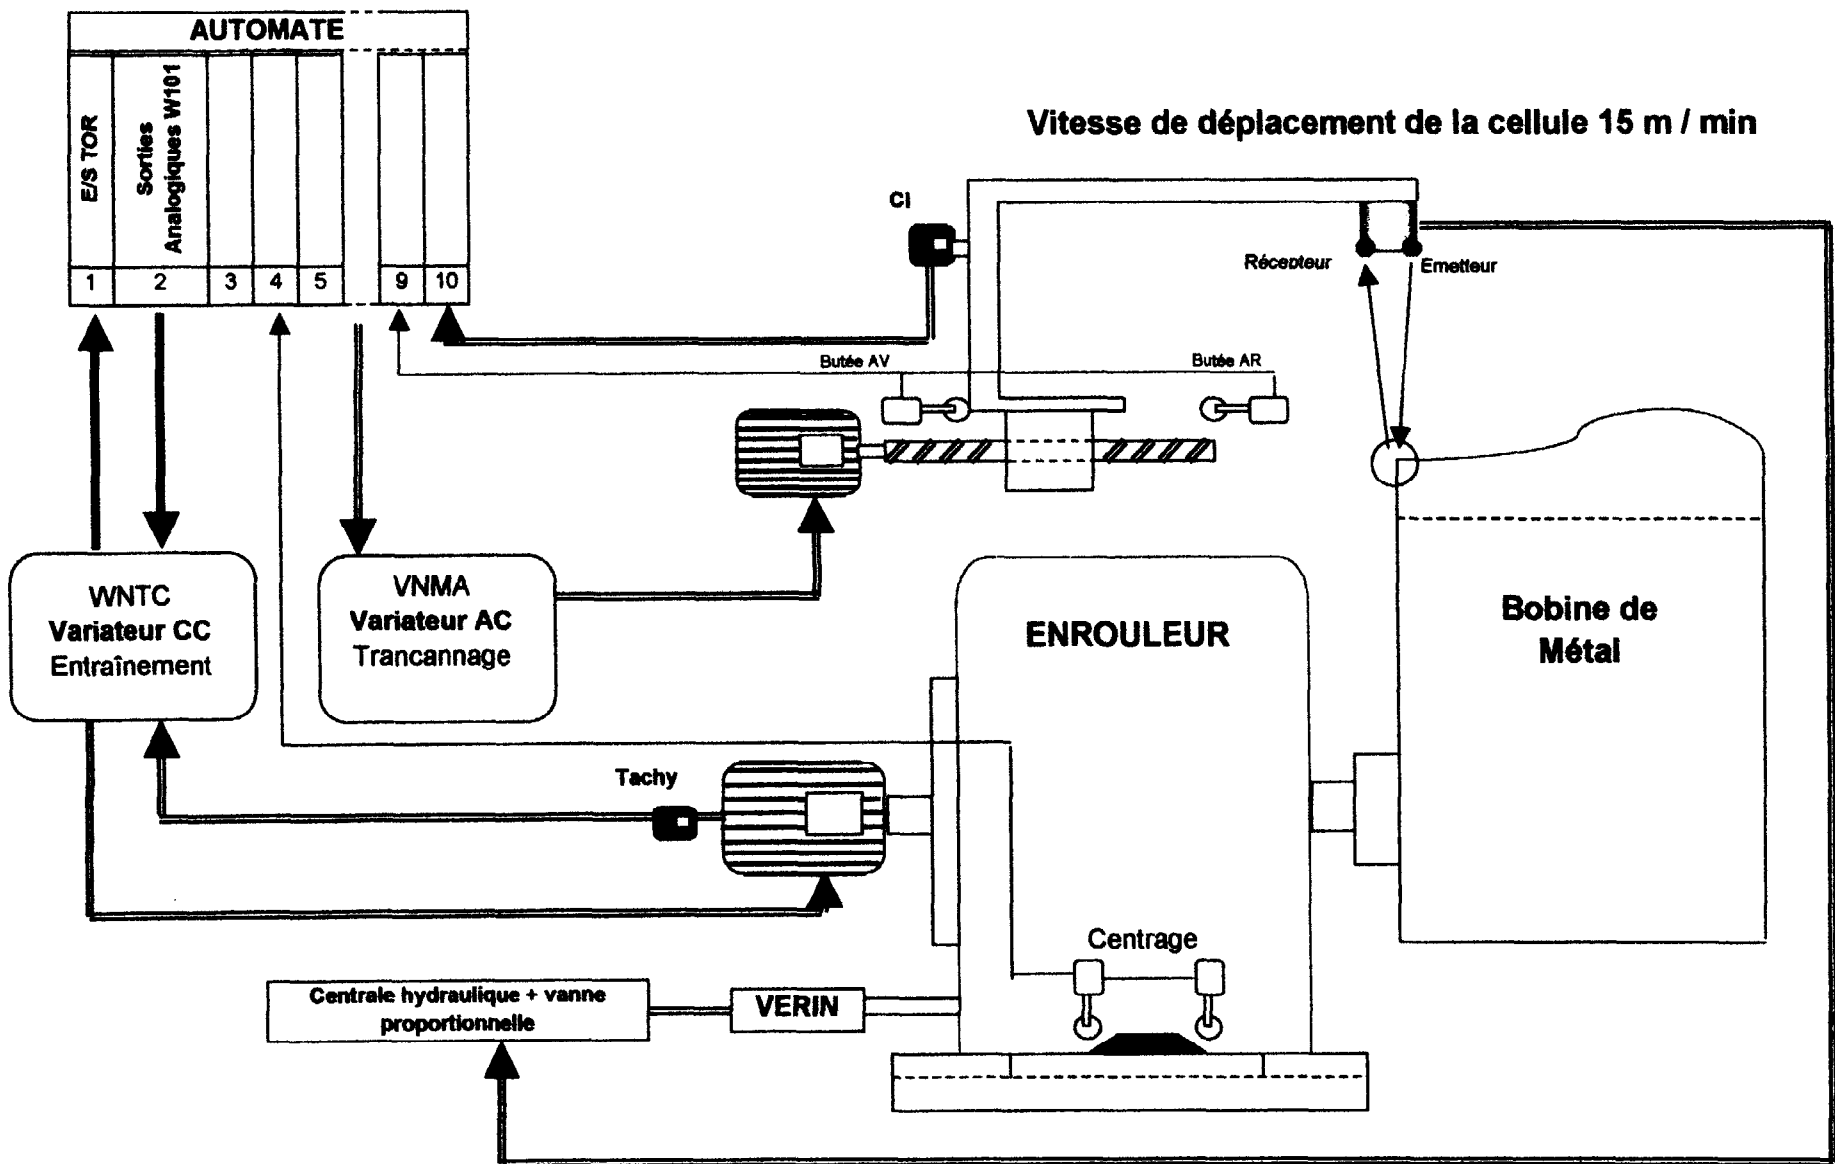 AUTOMATE
E/S TOR
Sorties
Analogiques W101
1
2
3
4
5
9
10
Vitesse de déplacement de la cellule 15 m / min
CI
Récepteur
Emetteur
Butée AV
Butée AR
WNTC
Variateur CC
Entraînement
VNMA
Variateur AC
Trancannage
ENROULEUR
Bobine de
Métal
Tachy
Centrage
Centrale hydraulique + vanne
proportionnelle
VERIN